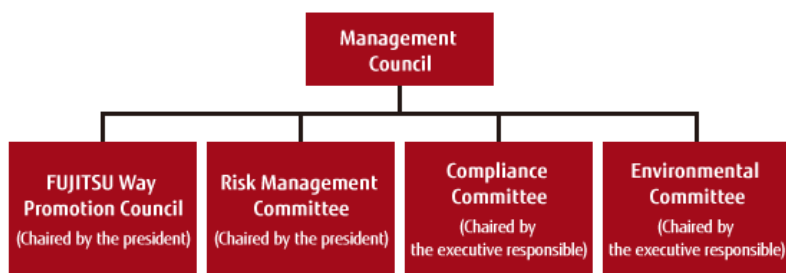 Management
Council
FUJITSU Way
Promotion Council
(Chaired by the president)
Risk Management
Committee
(Chaired by the president)
Compliance
Committee
(Chaired by
the executive responsible)
Environmental
Committee
(Chaired by
the executive responsible)